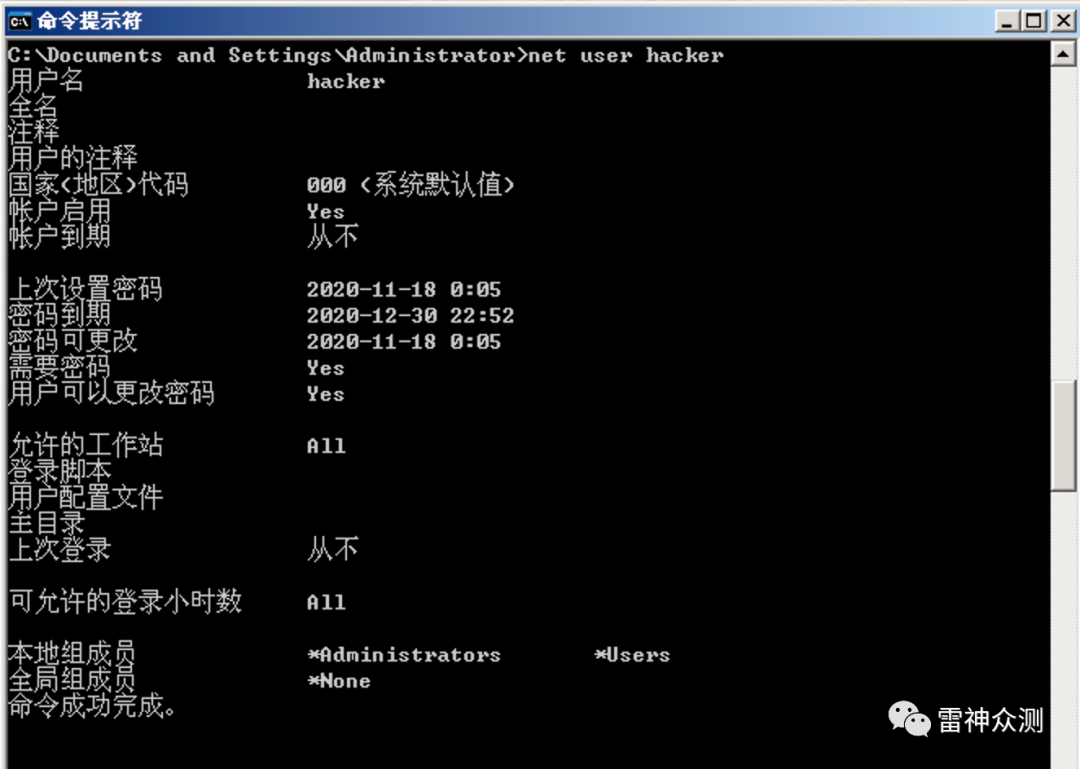 命令提示符
C:\Documents and Settings\Administrator>net user hacker
用户名 hacker
全名
注释
用户的注释
国家(地区)代码 000 (系统默认值)
帐户启用 Yes
帐户到期 从不
上次设置密码 2020-11-18 0:05
密码到期 2020-12-30 22:52
密码可更改 2020-11-18 0:05
需要密码 Yes
用户可以更改密码 Yes
允许的工作站 All
登录脚本
用户配置文件
主目录
上次登录 从不
可允许的登录小时数 All
本地组成员 *Administrators *Users
全局组成员 *None
命令成功完成。
雷神众测